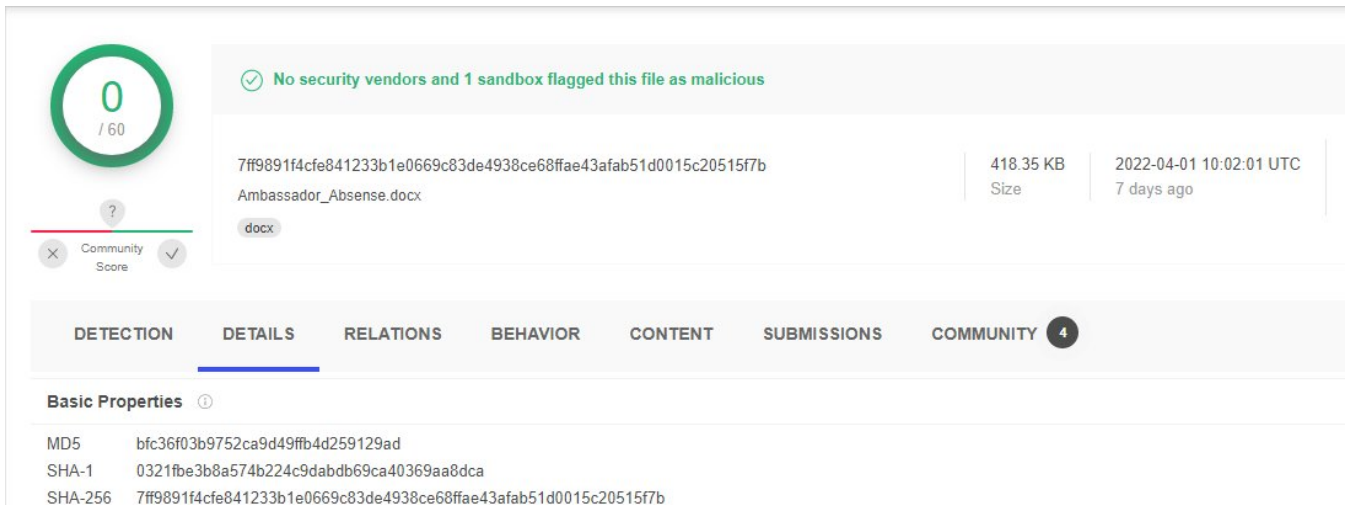 0
/ 60
No security vendors and 1 sandbox flagged this file as malicious
7ff9891f4cfe841233b1e0669c83de4938ce68ffae43afab51d0015c20515f7b
Ambassador_Absense.docx
docx
418.35 KB
Size
2022-04-01 10:02:01 UTC
7 days ago
?
Community
Score
DETECTION
DETAILS
RELATIONS
BEHAVIOR
CONTENT
SUBMISSIONS
COMMUNITY 4
Basic Properties
MD5 bfc36f03b9752ca9d49ffb4d259129ad
SHA-1 0321fbe3b8a574b224c9dabdb69ca40369aa8dca
SHA-256 7ff9891f4cfe841233b1e0669c83de4938ce68ffae43afab51d0015c20515f7b